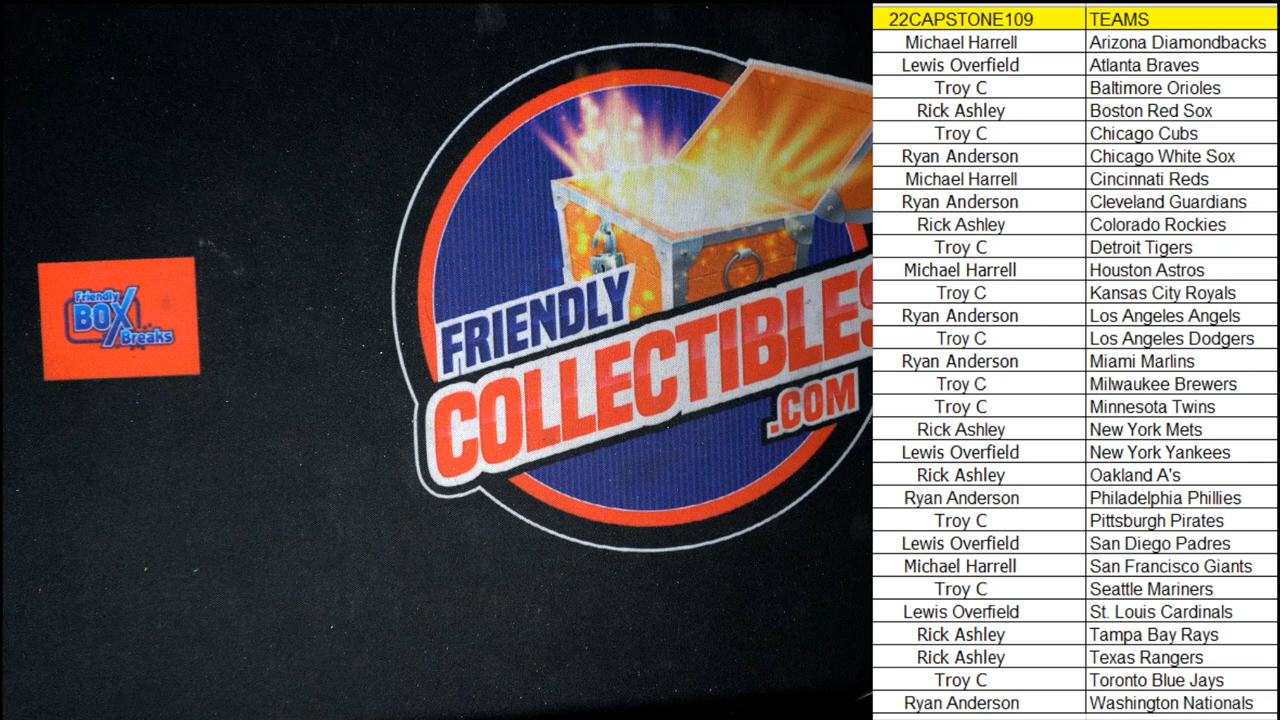 Friendly
BOX
Breaks
FRIENDLY
COLLECTIBLES
.COM
22CAPSTONE109 TEAMS
Michael Harrell Arizona Diamondbacks
Lewis Overfield Atlanta Braves
Troy C Baltimore Orioles
Rick Ashley Boston Red Sox
Troy C Chicago Cubs
Ryan Anderson Chicago White Sox
Michael Harrell Cincinnati Reds
Ryan Anderson Cleveland Guardians
Rick Ashley Colorado Rockies
Troy C Detroit Tigers
Michael Harrell Houston Astros
Troy C Kansas City Royals
Ryan Anderson Los Angeles Angels
Troy C Los Angeles Dodgers
Ryan Anderson Miami Marlins
Troy C Milwaukee Brewers
Troy C Minnesota Twins
Rick Ashley New York Mets
Lewis Overfield New York Yankees
Rick Ashley Oakland A's
Ryan Anderson Philadelphia Phillies
Troy C Pittsburgh Pirates
Lewis Overfield San Diego Padres
Michael Harrell San Francisco Giants
Troy C Seattle Mariners
Lewis Overfield St. Louis Cardinals
Rick Ashley Tampa Bay Rays
Rick Ashley Texas Rangers
Troy C Toronto Blue Jays
Ryan Anderson Washington Nationals